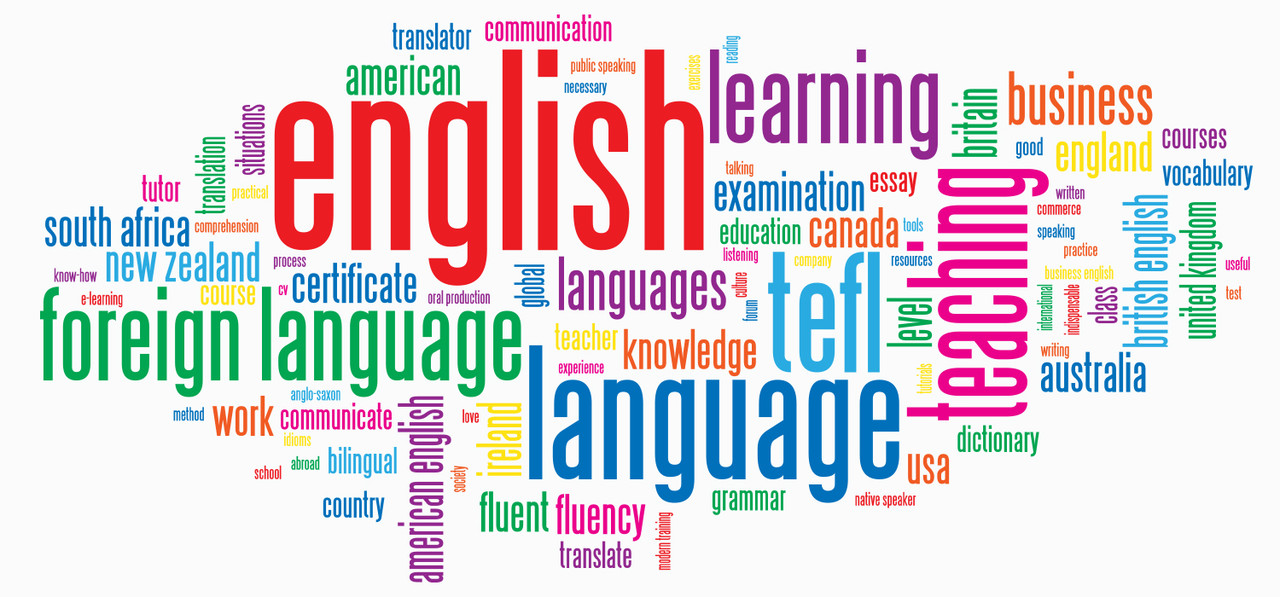 translator
communication
american
public speaking
necessary
exercises
reading
english
learning
britain
business
good
england
courses
vocabulary
situations
translation
practical
tutor
south africa
comprehension
new zealand
process
know-how
e-learning
course
cv
certificate
oral production
global
languages
talking
examination
essay
education
canada
tools
listening
company
resources
culture
forum
tefl
teaching
written
commerce
speaking
practice
business english
british english
united kingdom
useful
test
international
indispensable
class
level
foreign language
teacher
knowledge
experience
tutorials
writing
australia
anglo-saxon
method
work
communicate
idioms
american english
love
ireland
language
dictionary
school
abroad
bilingual
society
usa
country
fluent
fluency
grammar
native speaker
translate
modern training